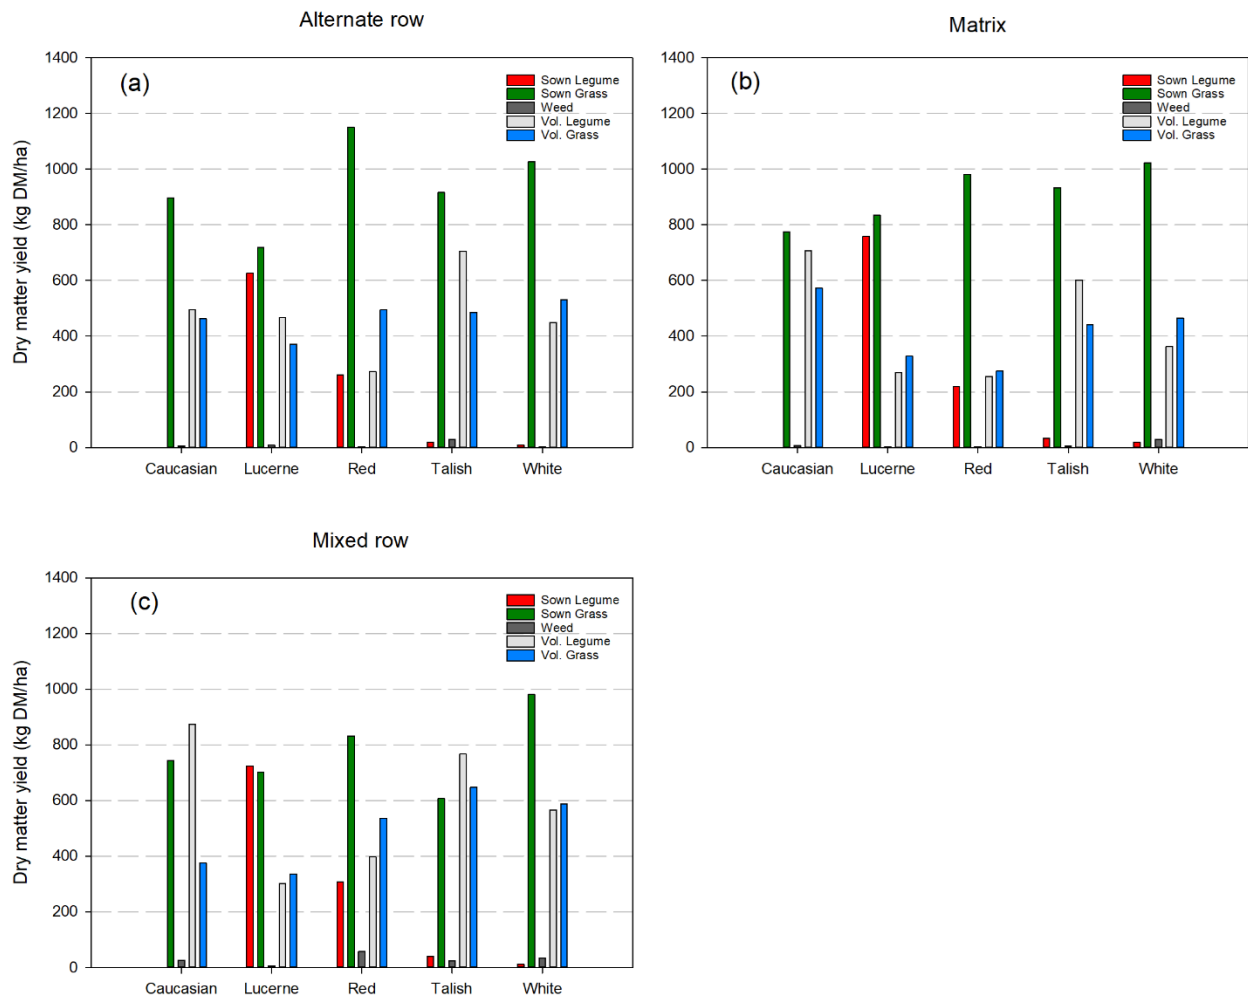 Alternate row
(a)
Sown Legume
Sown Grass
Weed
Vol. Legume
Vol. Grass
Dry matter yield (kg DM/ha)
1400
1200
1000
800
600
400
200
0
Caucasian Lucerne Red Talish White
Matrix
(b)
Sown Legume
Sown Grass
Weed
Vol. Legume
Vol. Grass
1400
1200
1000
800
600
400
200
0
Caucasian Lucerne Red Talish White
Mixed row
(c)
Sown Legume
Sown Grass
Weed
Vol. Legume
Vol. Grass
Dry matter yield (kg DM/ha)
1400
1200
1000
800
600
400
200
0
Caucasian Lucerne Red Talish White